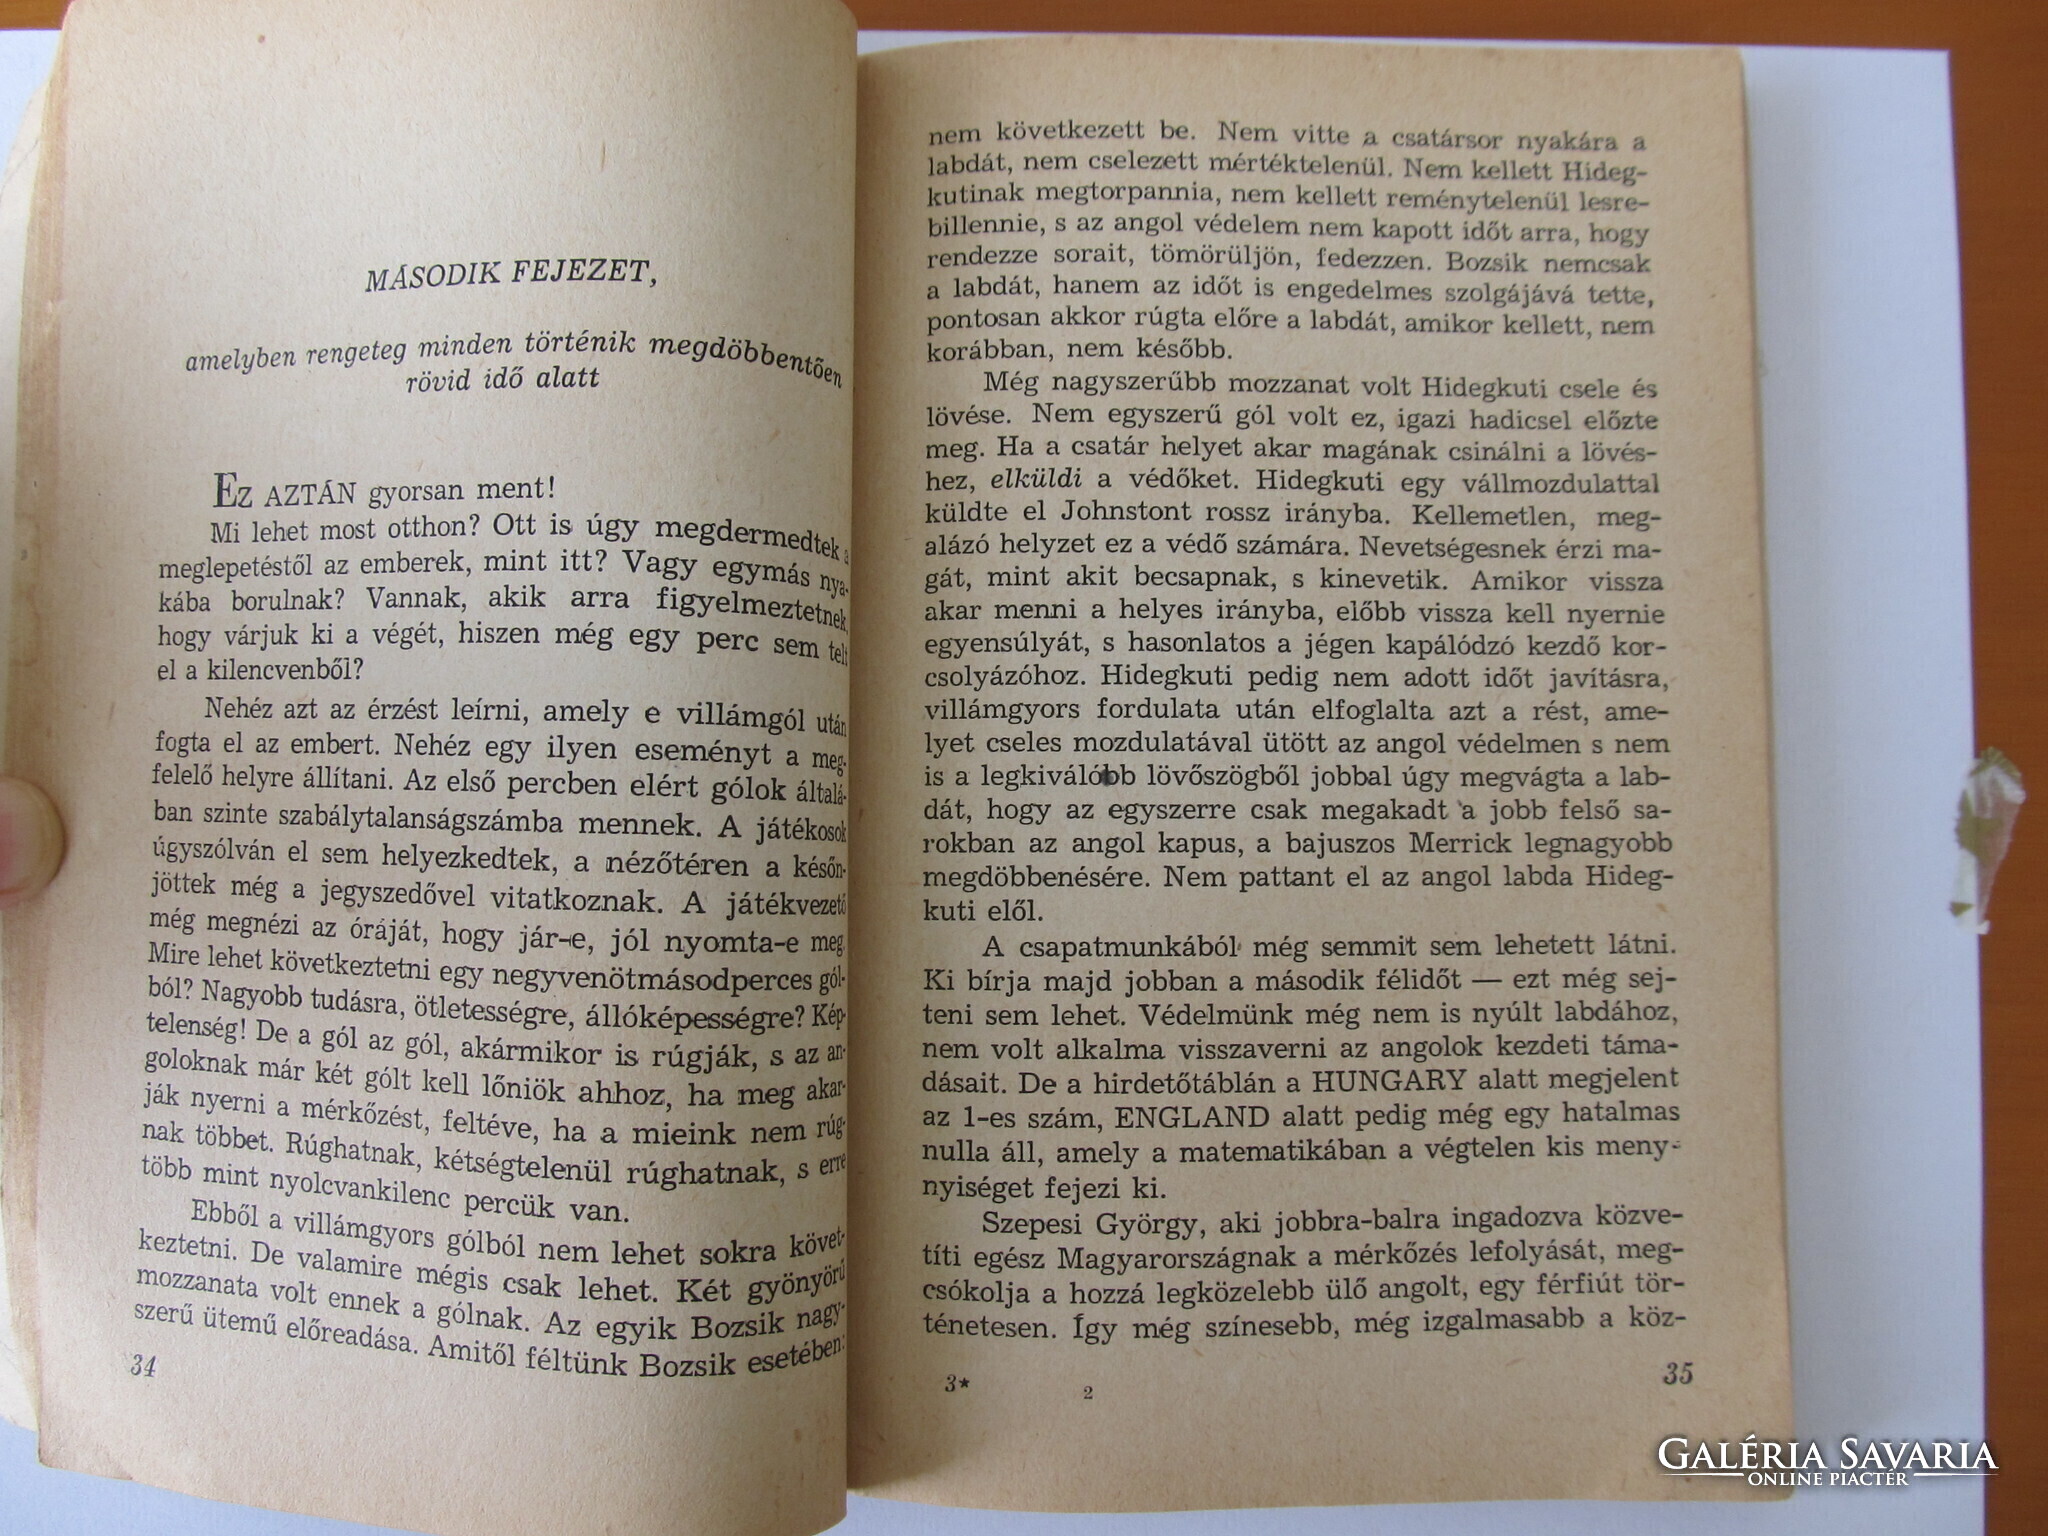 MÁSODIK FEJEZET,
amelyben rengeteg minden történik megdöbbentően
rövid idő alatt
EZ AZTÁN gyorsan ment!
Mi lehet most otthon? Ott is úgy megdermedtek a
meglepetéstől az emberek, mint itt? Vagy egymás nya-
kába borulnak? Vannak, akik arra figyelmeztetnek,
hogy várjuk ki a végét, hiszen még egy perc sem telt
el a kilencvenből?
Nehéz azt az érzést leírni, amely e villámgól után
fogta el az embert. Nehéz egy ilyen eseményt a meg-
felelő helyre állítani. Az első percben elért gólok általá-
ban szinte szabálytalanságszámba mennek. A játékosok
úgyszólván el sem helyezkedtek, a nézőtéren a későn-
jöttek még a jegyszedővel vitatkoznak. A játékvezető
még megnézi az óráját, hogy jár-e, jól nyomta-e meg.
Mire lehet következtetni egy negyvenötmásodperces gól-
ból? Nagyobb tudásra, ötletességre, állóképességre? Kép-
telenség! De a gól az gól, akármikor is rúgják, s az an-
goloknak már két gólt kell lőniök ahhoz, ha meg akar-
ják nyerni a mérkőzést, feltéve, ha a mieink nem rúg-
nak többet. Rúghatnak, kétségtelenül rúghatnak, s erre
több mint nyolcvankilenc percük van.
Ebből a villámgyors gólból nem lehet sokra követ-
keztetni. De valamire mégis csak lehet. Két gyönyörű
mozzanata volt ennek a gólnak. Az egyik Bozsik nagy-
szerű ütemű előreadása. Amitől féltünk Bozsik esetében:
34
nem következett be. Nem vitte a csatársor nyakára a
labdát, nem cselezett mértéktelenül. Nem kellett Hideg-
kutinak megtorpannia, nem kellett reménytelenül lesre-
billennie, s az angol védelem nem kapott időt arra, hogy
rendezze sorait, tömörüljön, fedezzen. Bozsik nemcsak
a labdát, hanem az időt is engedelmes szolgájává tette,
pontosan akkor rúgta előre a labdát, amikor kellett, nem
korábban, nem később.
Még nagyszerűbb mozzanat volt Hidegkuti csele és
lövése. Nem egyszerű gól volt ez, igazi hadicsel előzte
meg. Ha a csatár helyet akar magának csinálni a lövés-
hez, elküldi a védőket. Hidegkuti egy vállmozdulattal
küldte el Johnstont rossz irányba. Kellemetlen, meg-
alázó helyzet ez a védő számára. Nevetségesnek érzi ma-
gát, mint akit becsapnak, s kinevetik. Amikor vissza
akar menni a helyes irányba, előbb vissza kell nyernie
egyensúlyát, s hasonlatos a jégen kapálódzó kezdő kor-
csolyázóhoz. Hidegkuti pedig nem adott időt javításra,
villámgyors fordulata után elfoglalta azt a rést, ame-
lyet cseles mozdulatával ütött az angol védelmen s nem
is a legkiválóbb lövőszögből jobbal úgy megvágta a lab-
dát, hogy az egyszerre csak megakadt a jobb felső sa-
rokban az angol kapus, a bajuszos Merrick legnagyobb
megdöbbenésére. Nem pattant el az angol labda Hideg-
kuti elől.
A csapatmunkából még semmit sem lehetett látni.
Ki bírja majd jobban a második félidőt — ezt még sej-
teni sem lehet. Védelmünk még nem is nyúlt labdához,
nem volt alkalma visszaverni az angolok kezdeti táma-
dásait. De a hirdetőtáblán a HUNGARY alatt megjelent
az 1-es szám, ENGLAND alatt pedig még egy hatalmas
nulla áll, amely a matematikában a végtelen kis meny-
nyiséget fejezi ki.
Szepesi György, aki jobbra-balra ingadozva közve-
títi egész Magyarországnak a mérkőzés lefolyását, meg-
csókolja a hozzá legközelebb ülő angolt, egy férfiút tör-
ténetesen. Így még színesebb, még izgalmasabb a köz-
3*
2
35
GALÉRIA SAVARIA
ONLINE PIACTÉR